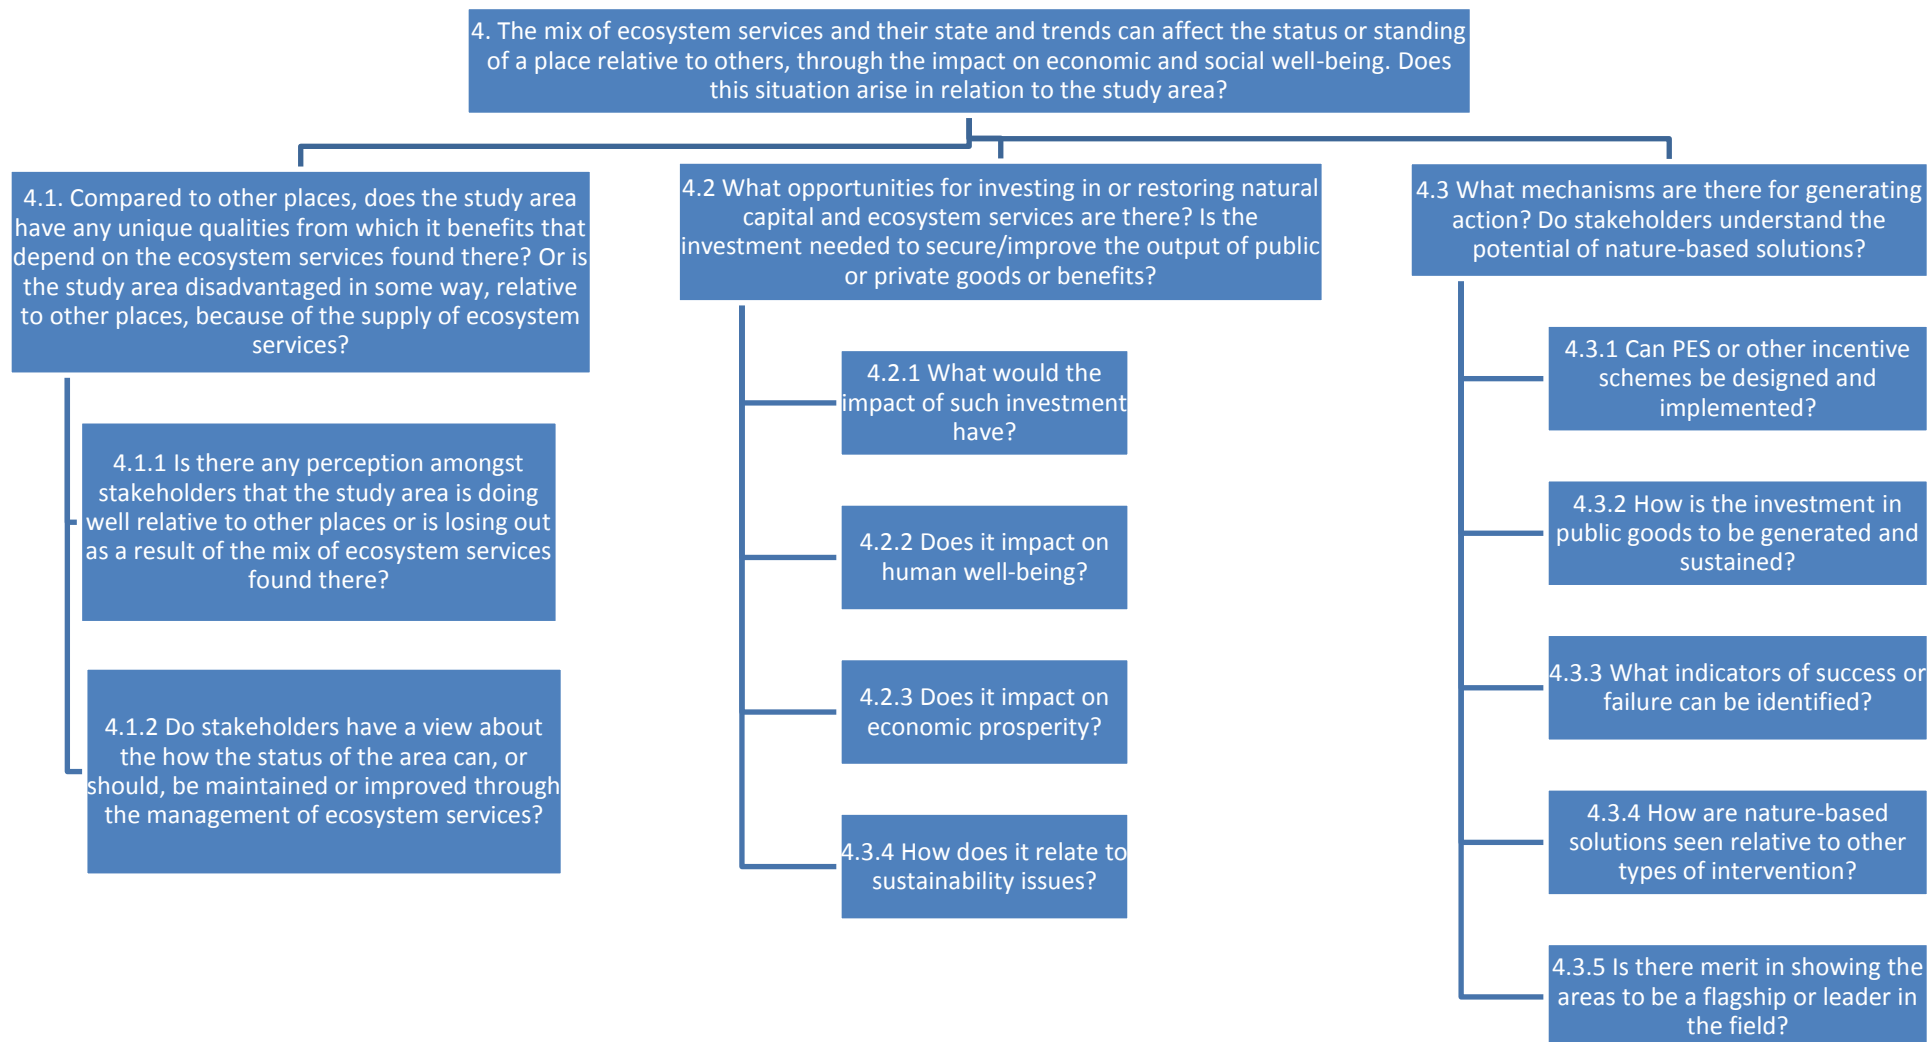 4. The mix of ecosystem services and their state and trends can affect the status or standing
of a place relative to others, through the impact on economic and social well-being. Does
this situation arise in relation to the study area?
4.1. Compared to other places, does the study area
have any unique qualities from which it benefits that
depend on the ecosystem services found there? Or is
the study area disadvantaged in some way, relative
to other places, because of the supply of ecosystem
services?
4.1.1 Is there any perception amongst
stakeholders that the study area is doing
well relative to other places or is losing out
as a result of the mix of ecosystem services
found there?
4.1.2 Do stakeholders have a view about
the how the status of the area can, or
should, be maintained or improved through
the management of ecosystem services?
4.2 What opportunities for investing in or restoring natural
capital and ecosystem services are there? Is the
investment needed to secure/improve the output of public
or private goods or benefits?
4.2.1 What would the
impact of such investment
have?
4.2.2 Does it impact on
human well-being?
4.2.3 Does it impact on
economic prosperity?
4.3.4 How does it relate to
sustainability issues?
4.3 What mechanisms are there for generating
action? Do stakeholders understand the
potential of nature-based solutions?
4.3.1 Can PES or other incentive
schemes be designed and
implemented?
4.3.2 How is the investment in
public goods to be generated and
sustained?
4.3.3 What indicators of success or
failure can be identified?
4.3.4 How are nature-based
solutions seen relative to other
types of intervention?
4.3.5 Is there merit in showing the
areas to be a flagship or leader in
the field?